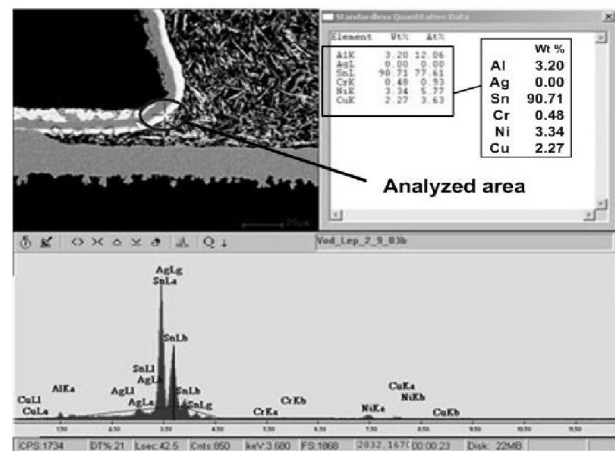 Standardless Quantitative Data
Element Wt% At%
AlK 3.20 12.06
AgL 0.00 0.00
SnL 90.71 77.61
CrK 0.48 0.93
NiK 3.34 5.77
CuK 2.27 3.63
Wt %
Al 3.20
Ag 0.00
Sn 90.71
Cr 0.48
Ni 3.34
Cu 2.27
Analyzed area
Vod_Lep_2_9_03b
AgLg
SnLa
SnLb
SnLl
AgLb
AgLl
AgLa
SnLb
SnLg
AlKa
CuLl
CuLa
CrKa
CrKb
NiKa
CuKa
NiKb
CuKb
CPS:1734 DT%:21 Lsec:42.5 Cnts:850 keV:3.680 FS:1868 00:00:23 Disk: 22MB